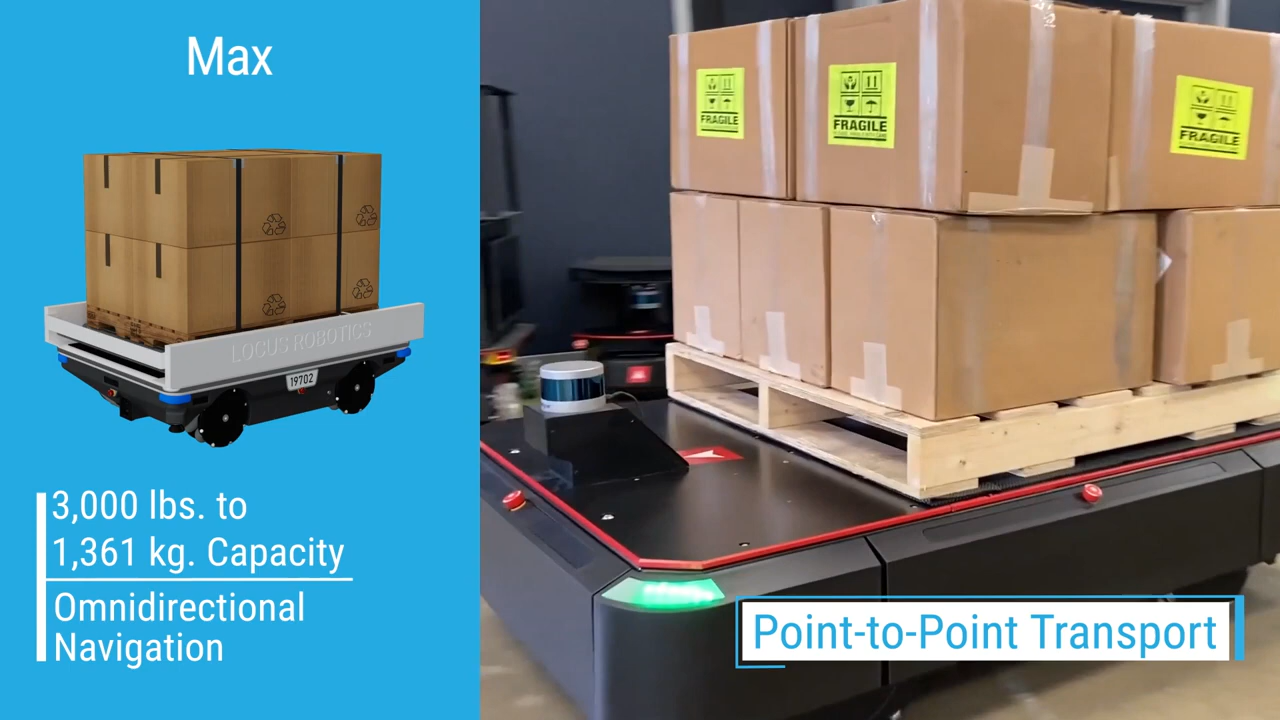 Max
LOCUS ROBOTICS
19702
3,000 lbs. to
1,361 kg. Capacity
Omnidirectional
Navigation
FRAGILE
FRAGILE
FRAGILE
Point-to-Point Transport